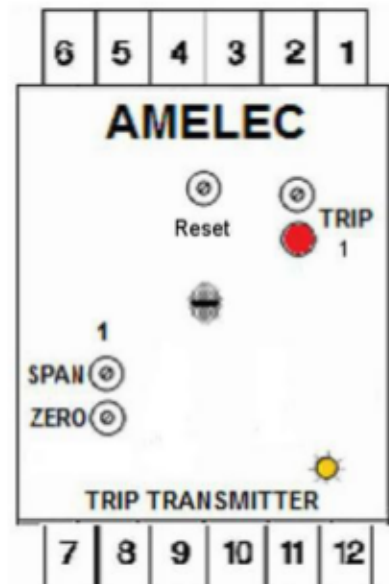 6 5 4 3 2 1
AMELEC
Reset
TRIP
1
1
SPAN
ZERO
TRIP TRANSMITTER
7 8 9 10 11 12